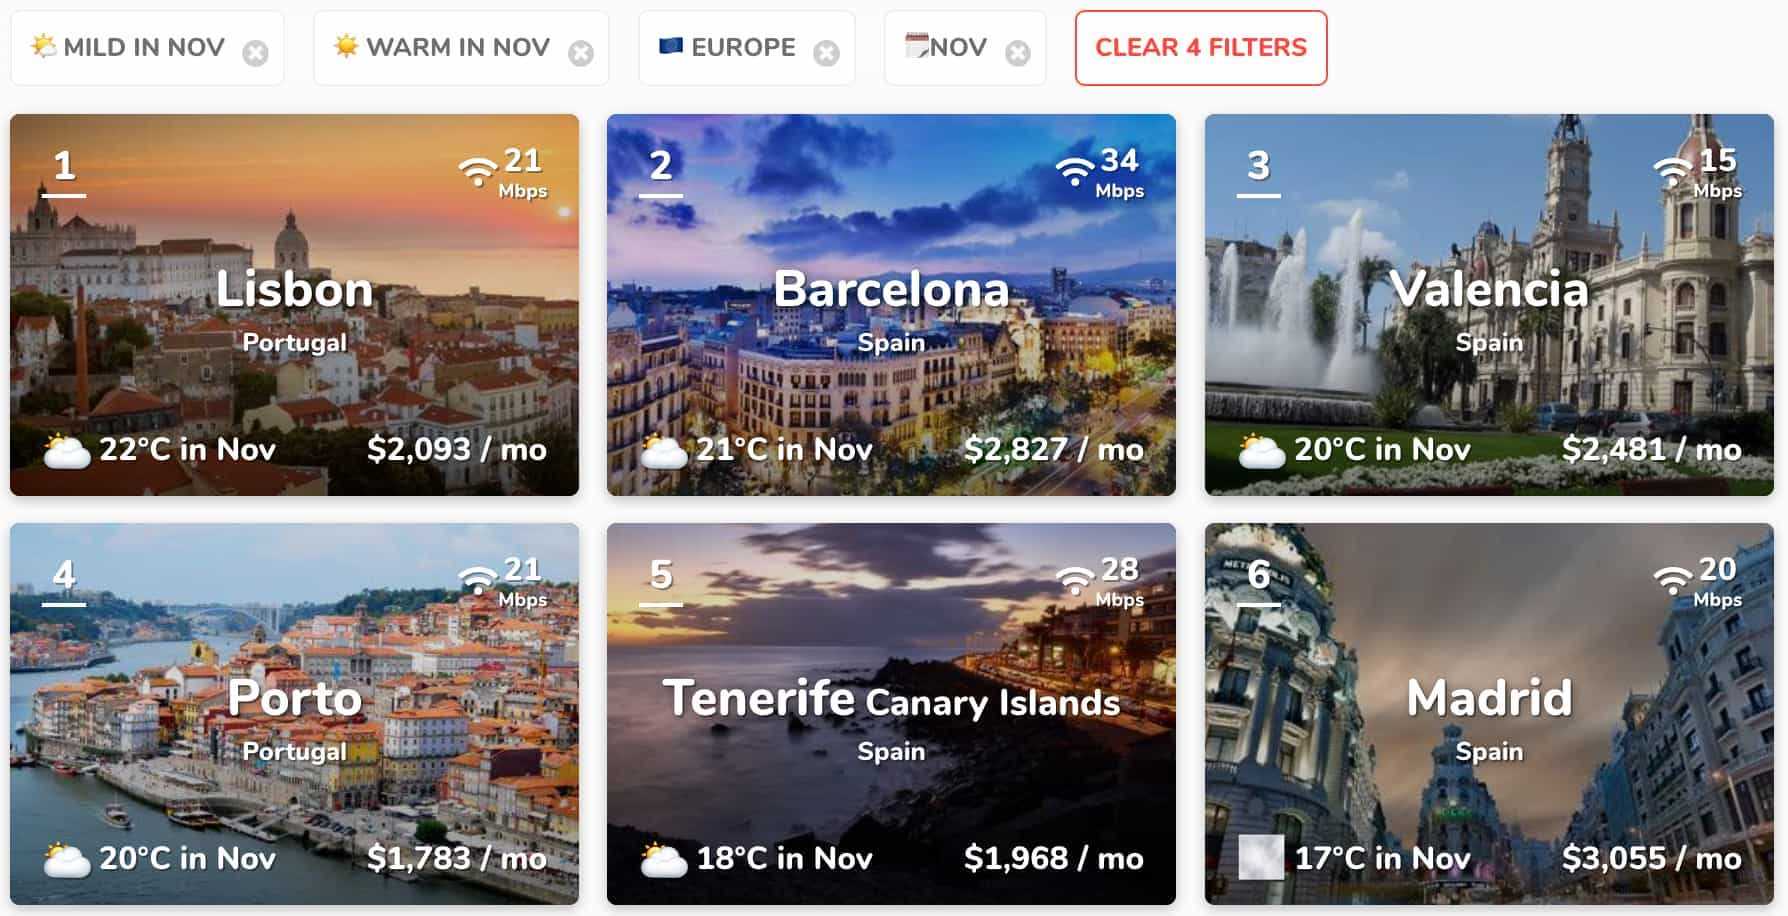 MILD IN NOV
WARM IN NOV
EUROPE
NOV
CLEAR 4 FILTERS
1
21
Mbps
Lisbon
Portugal
22°C in Nov
$2,093 / mo
2
34
Mbps
Barcelona
Spain
21°C in Nov
$2,827 / mo
3
15
Mbps
Valencia
Spain
20°C in Nov
$2,481 / mo
4
21
Mbps
Porto
Portugal
20°C in Nov
$1,783 / mo
5
28
Mbps
Tenerife Canary Islands
Spain
18°C in Nov
$1,968 / mo
METROPOLIS
6
20
Mbps
Madrid
Spain
17°C in Nov
$3,055 / mo